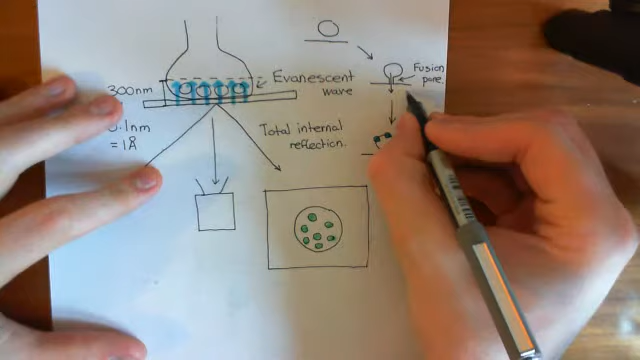 300nm
Evanescent
wave
Fusion
pore.
0.1nm
= 1Å
Total internal
reflection.